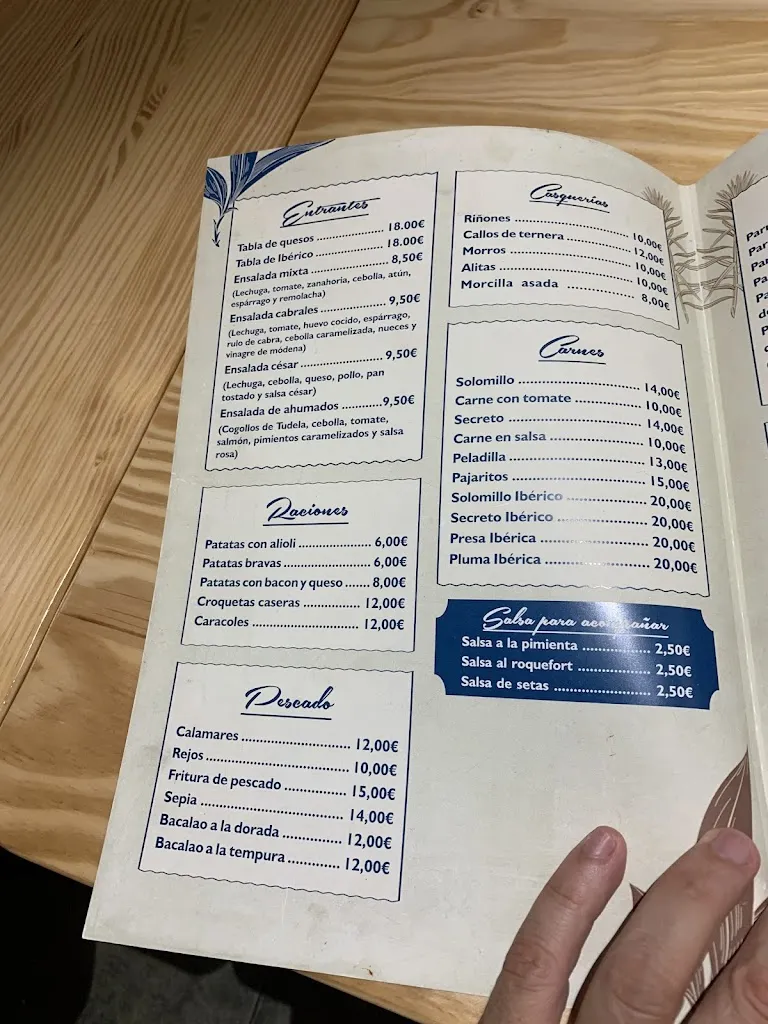 Entrantes
Tabla de quesos ........................ 18.00€
Tabla de Ibérico ........................ 18.00€
Ensalada mixta ........................ 8,50€
(Lechuga, tomate, zanahoria, cebolla, atún,
espárrago y remolacha)
Ensalada cabrales ........................ 9,50€
(Lechuga, tomate, huevo cocido, espárrago,
rulo de cabra, cebolla caramelizada, nueces y
vinagre de módena)
Ensalada césar ........................ 9,50€
(Lechuga, cebolla, queso, pollo, pan
tostado y salsa césar)
Ensalada de ahumados ............9,50€
(Cogollos de Tudela, cebolla, tomate,
salmón, pimientos caramelizados y salsa
rosa)
Raciones
Patatas con alioli ........................ 6,00€
Patatas bravas ........................ 6,00€
Patatas con bacon y queso ....... 8,00€
Croquetas caseras ................. 12,00€
Caracoles ........................ 12,00€
Pescado
Calamares ........................ 12,00€
Rejos ........................ 10,00€
Fritura de pescado ................. 15,00€
Sepia ........................ 14,00€
Bacalao a la dorada ................. 12,00€
Bacalao a la tempura.............. 12,00€
Casquerías
Riñones ........................ 10,00€
Callos de ternera ................. 12,00€
Morros ........................ 10,00€
Alitas ........................ 10,00€
Morcilla asada ................. 8,00€
Carnes
Solomillo ........................ 14,00€
Carne con tomate ................. 10,00€
Secreto ........................ 14,00€
Carne en salsa ........................ 10,00€
Peladilla ........................ 13,00€
Pajaritos ........................ 15,00€
Solomillo Ibérico ................. 20,00€
Secreto Ibérico ........................ 20,00€
Presa Ibérica ........................ 20,00€
Pluma Ibérica ........................ 20,00€
Salsa para acompañar
Salsa a la pimienta ................. 2,50€
Salsa al roquefort ................. 2,50€
Salsa de setas ........................ 2,50€